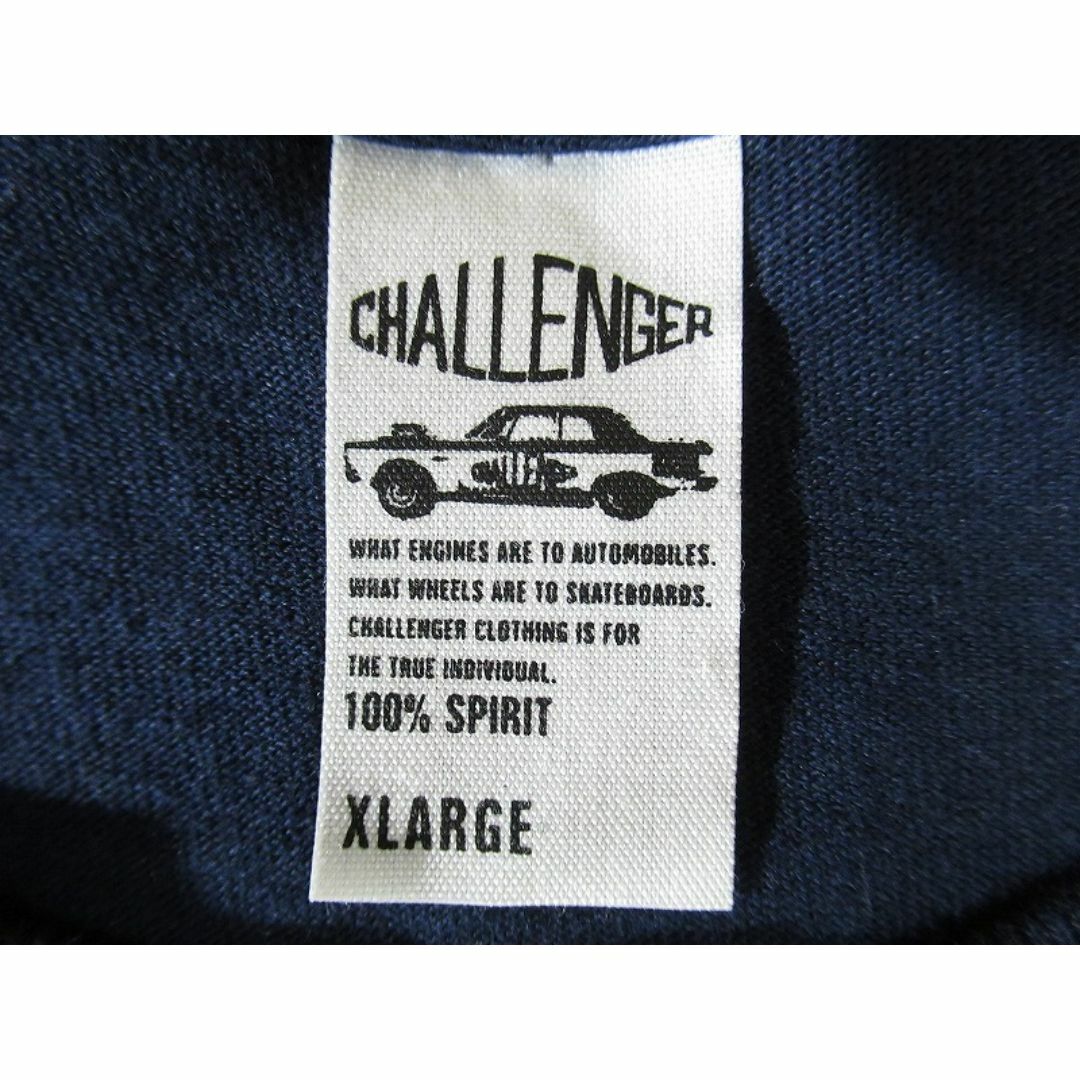 CHALLENGER
WHAT ENGINES ARE TO AUTOMOBILES.
WHAT WHEELS ARE TO SKATEBOARDS.
CHALLENGER CLOTHING IS FOR
THE TRUE INDIVIDUAL.
100% SPIRIT
XLARGE